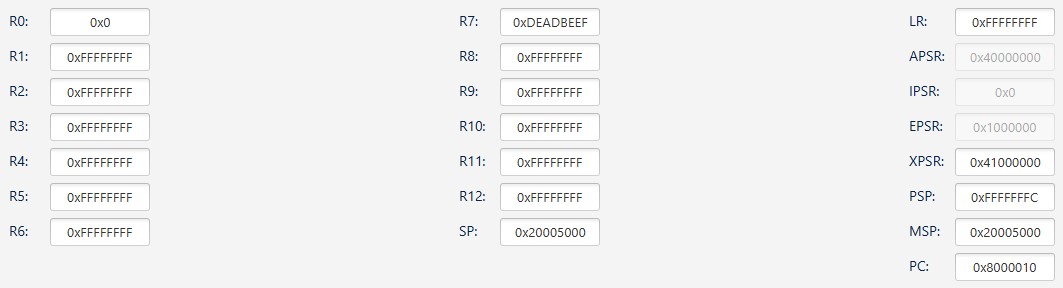 R0: 0x0 R7: 0xDEADBEEF LR: 0xFFFFFFFF
R1: 0xFFFFFFFF R8: 0xFFFFFFFF APSR: 0x40000000
R2: 0xFFFFFFFF R9: 0xFFFFFFFF IPSR: 0x0
R3: 0xFFFFFFFF R10: 0xFFFFFFFF EPSR: 0x1000000
R4: 0xFFFFFFFF R11: 0xFFFFFFFF XPSR: 0x41000000
R5: 0xFFFFFFFF R12: 0xFFFFFFFF PSP: 0xFFFFFFFC
R6: 0xFFFFFFFF SP: 0x20005000 MSP: 0x20005000
PC: 0x8000010